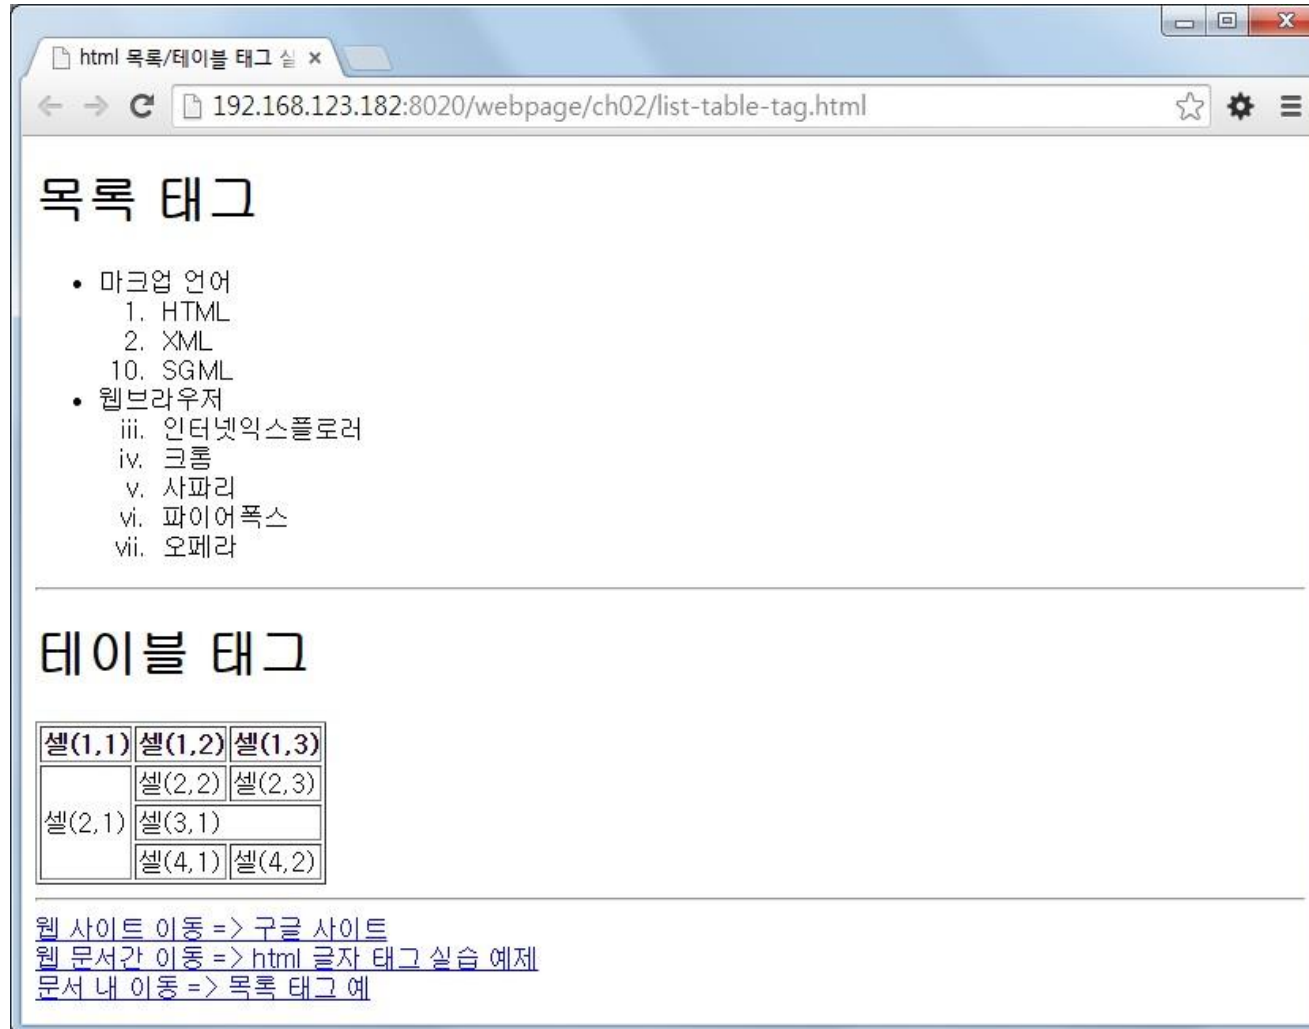 html 목록/테이블 태그 실
192.168.123.182:8020/webpage/ch02/list-table-tag.html
목록 태그
• 마크업 언어
1. HTML
2. XML
10. SGML
• 웹브라우저
iii. 인터넷익스플로러
iv. 크롬
v. 사파리
vi. 파이어폭스
vii. 오페라
테이블 태그
셀(1,1) 셀(1,2) 셀(1,3)
셀(2,2) 셀(2,3)
셀(2,1) 셀(3,1)
셀(4,1) 셀(4,2)
웹 사이트 이동 => 구글 사이트
웹 문서간 이동 => html 글자 태그 실습 예제
문서 내 이동 => 목록 태그 예